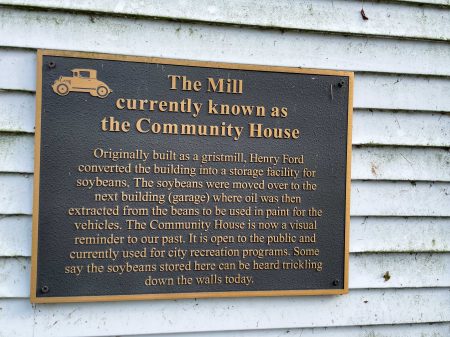 The Mill
currently known as
the Community House
Originally built as a gristmill, Henry Ford
converted the building into a storage facility for
soybeans. The soybeans were moved over to the
next building (garage) where oil was then
extracted from the beans to be used in paint for the
vehicles. The Community House is now a visual
reminder to our past. It is open to the public and
currently used for city recreation programs. Some
say the soybeans stored here can be heard trickling
down the walls today.